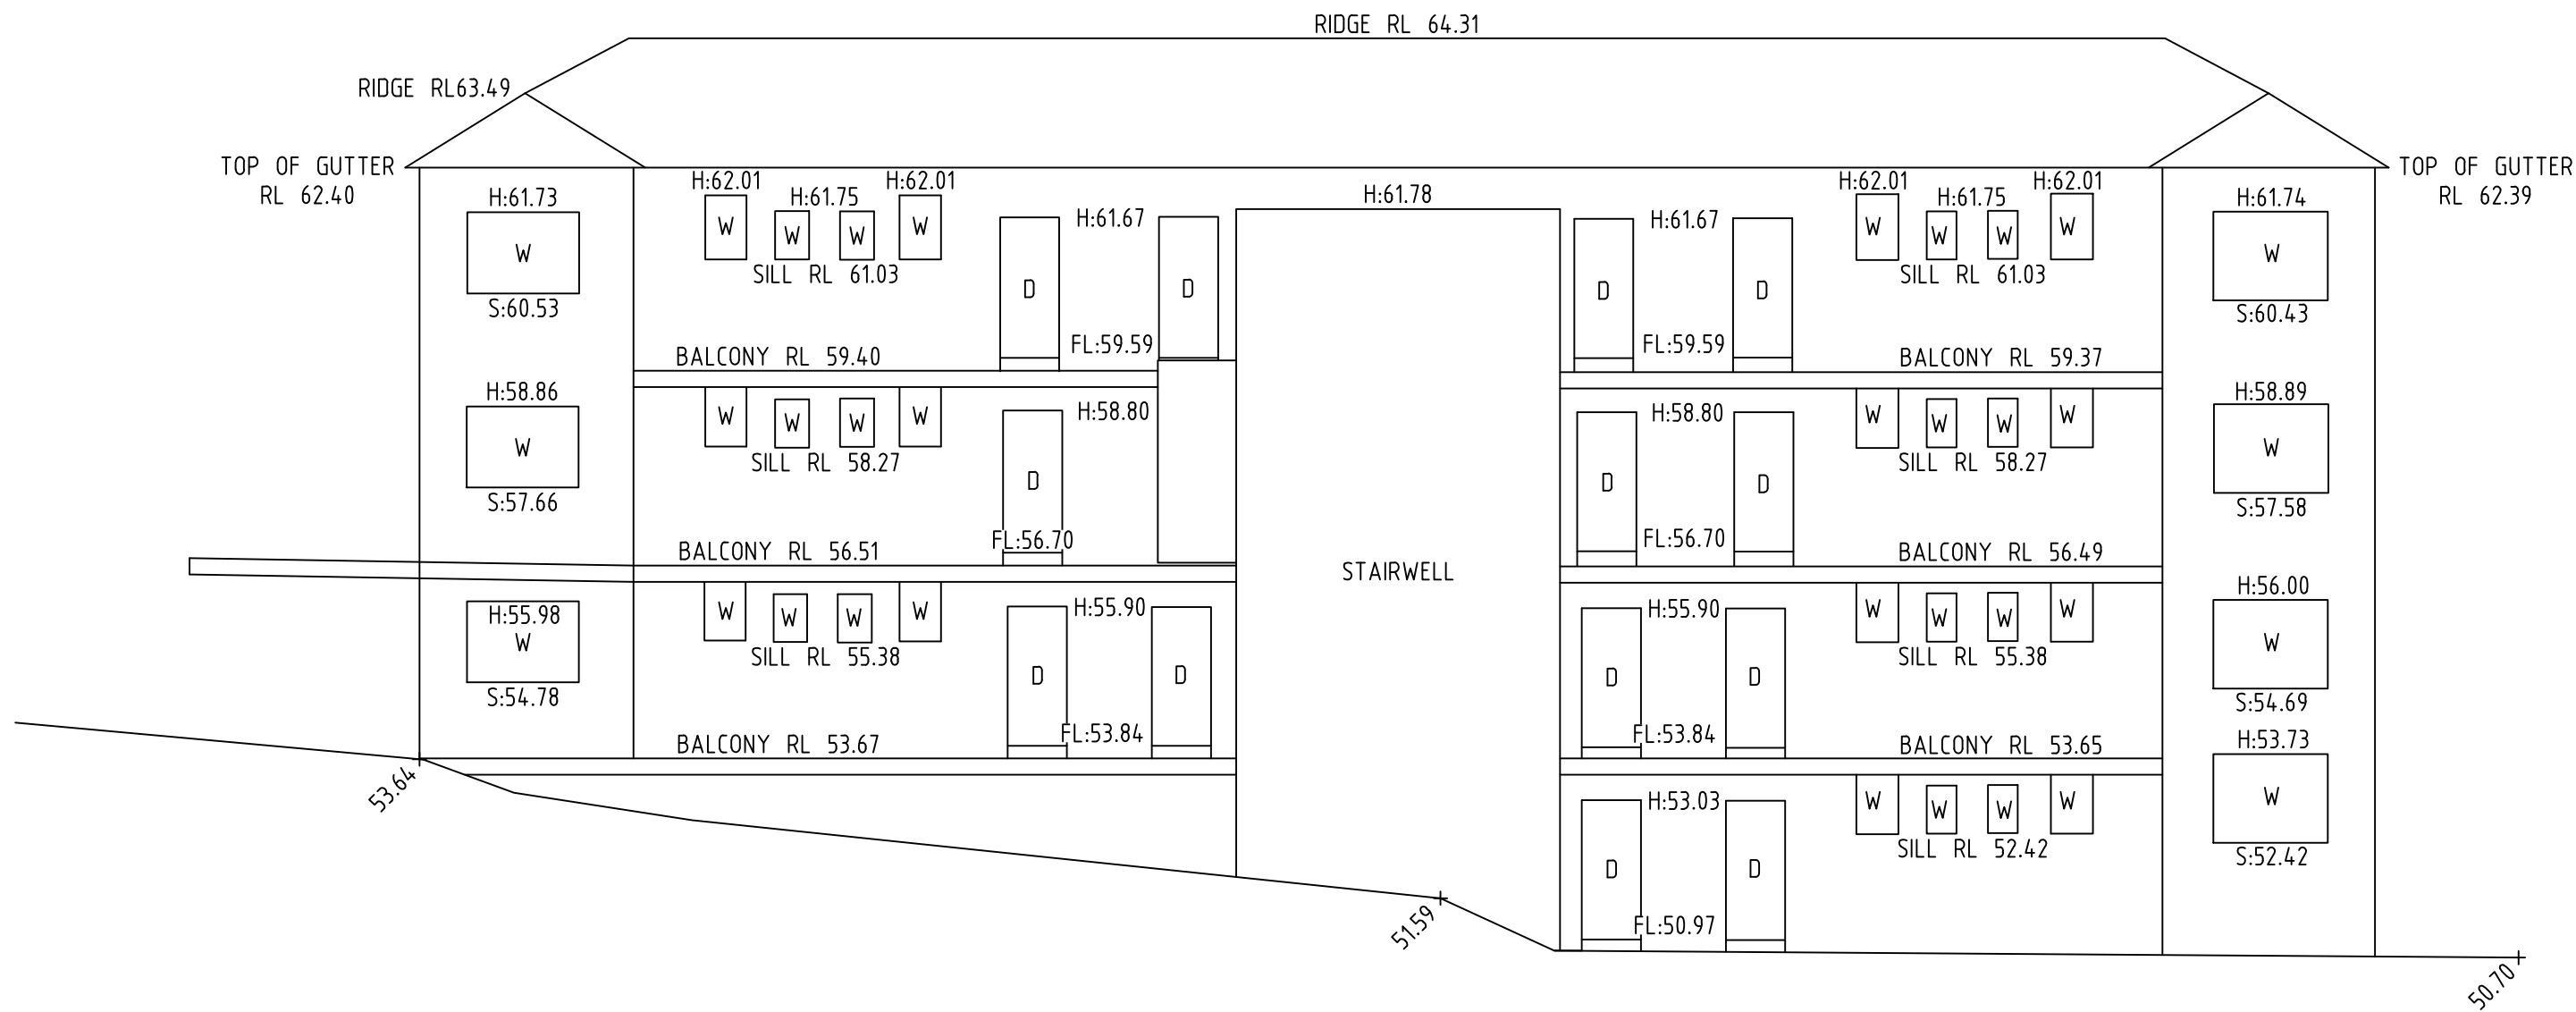 RIDGE RL 64.31
RIDGE RL63.49
TOP OF GUTTER
RL 62.40
TOP OF GUTTER
RL 62.39
H:61.73
W
S:60.53
H:62.01
H:61.75
H:62.01
W
W
W
W
SILL RL 61.03
H:61.67
D
D
FL:59.59
BALCONY RL 59.40
H:61.78
H:61.67
D
D
FL:59.59
H:62.01
H:61.75
H:62.01
W
W
W
W
SILL RL 61.03
BALCONY RL 59.37
H:61.74
W
S:60.43
H:58.86
W
S:57.66
W
W
W
W
SILL RL 58.27
H:58.80
D
FL:56.70
BALCONY RL 56.51
STAIRWELL
H:58.80
D
D
FL:56.70
W
W
W
W
SILL RL 58.27
BALCONY RL 56.49
H:58.89
W
S:57.58
H:55.98
W
S:54.78
W
W
W
W
SILL RL 55.38
H:55.90
D
D
FL:53.84
BALCONY RL 53.67
H:55.90
D
D
FL:53.84
W
W
W
W
SILL RL 55.38
BALCONY RL 53.65
H:56.00
W
S:54.69
53.64
H:53.03
D
D
FL:50.97
W
W
W
W
SILL RL 52.42
H:53.73
W
S:52.42
51.59
50.70